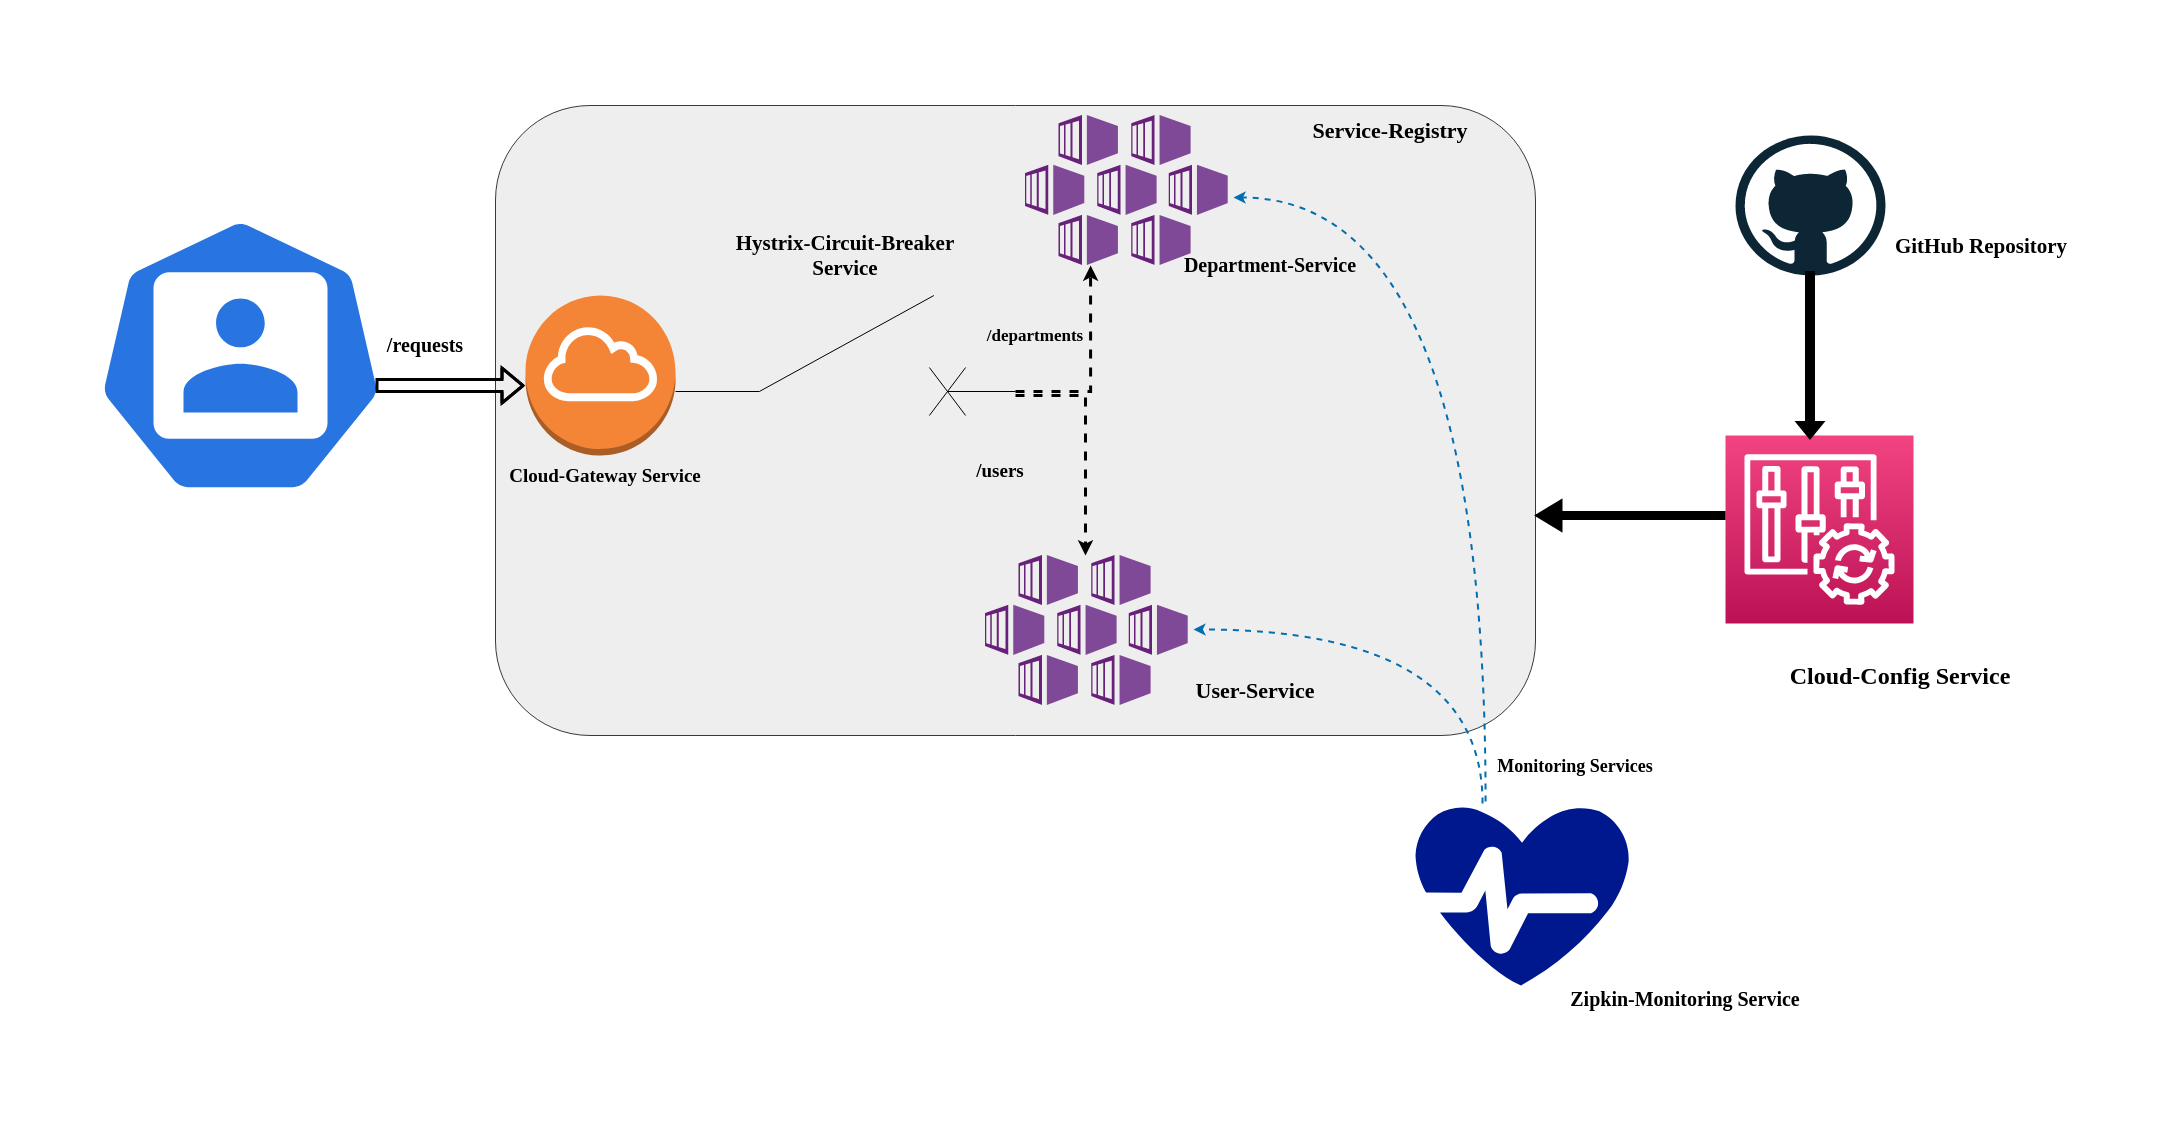 Service-Registry
Hystrix-Circuit-Breaker
Service
GitHub Repository
Department-Service
/requests
/departments
Cloud-Gateway Service
/users
Cloud-Config Service
User-Service
Monitoring Services
Zipkin-Monitoring Service